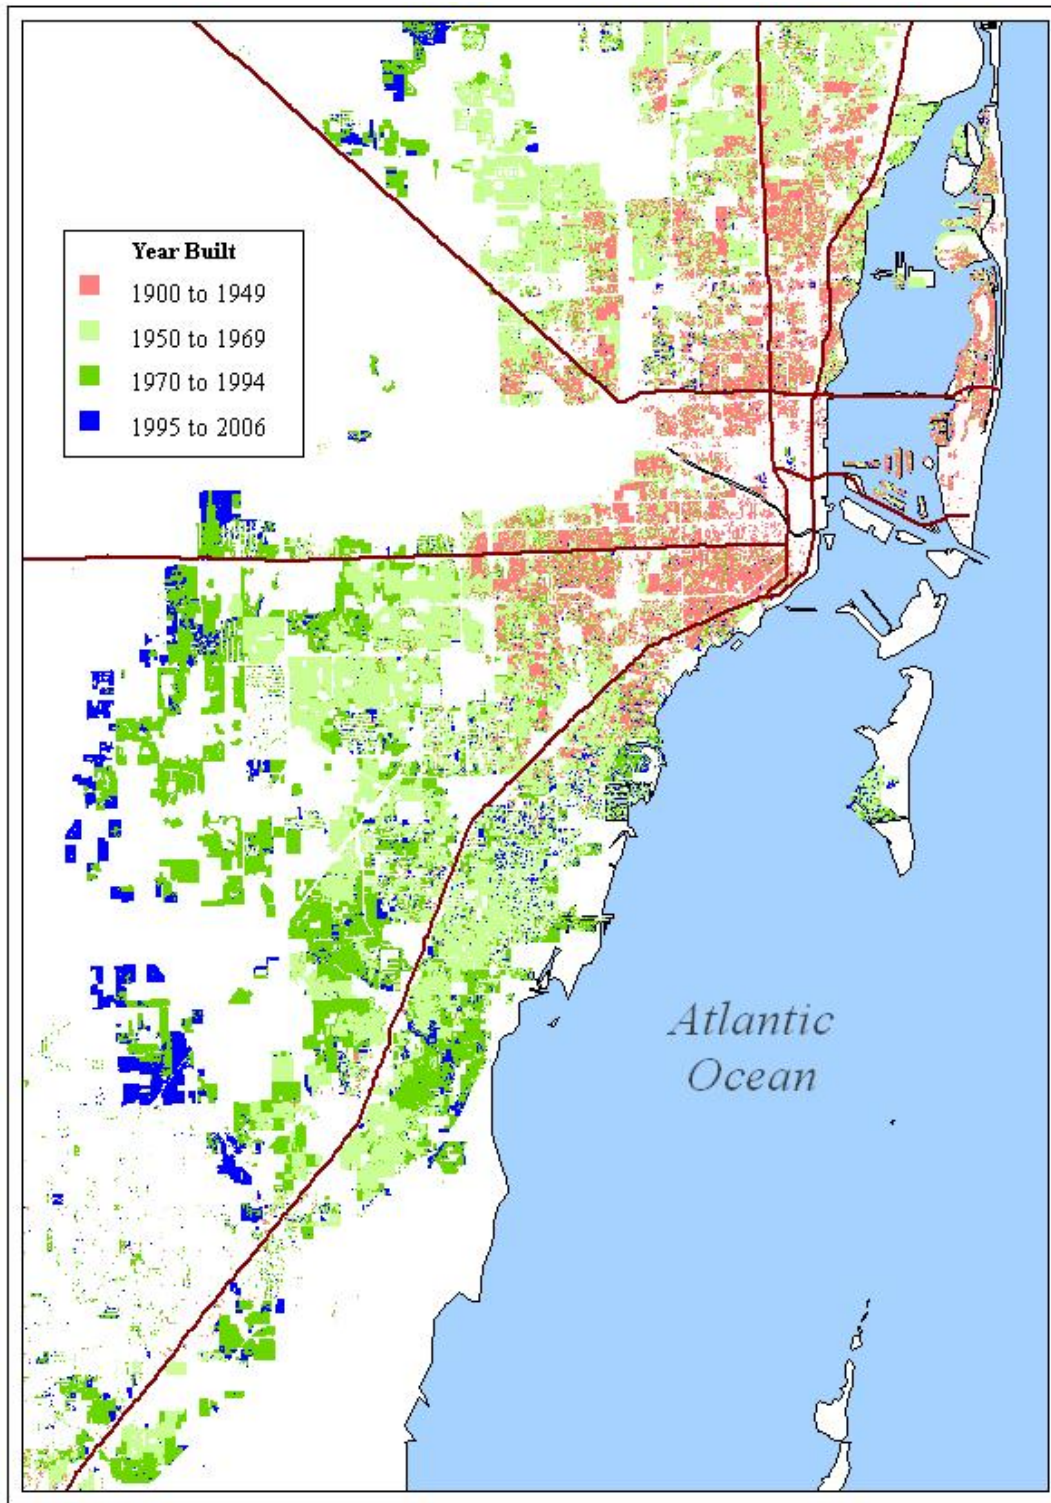 Year Built
1900 to 1949
1950 to 1969
1970 to 1994
1995 to 2006
Atlantic
Ocean